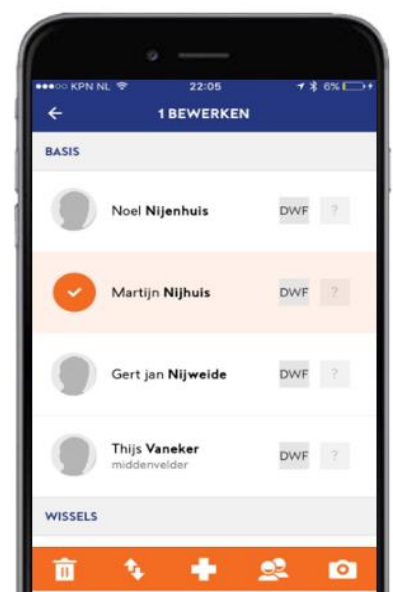 KPN NL 22:05 6%
1 BEWERKEN
BASIS
Noel Nijenhuis DWF ?
Martijn Nijhuis DWF ?
Gert jan Nijweide DWF ?
Thijs Vaneker DWF ?
middenvelder
WISSELS